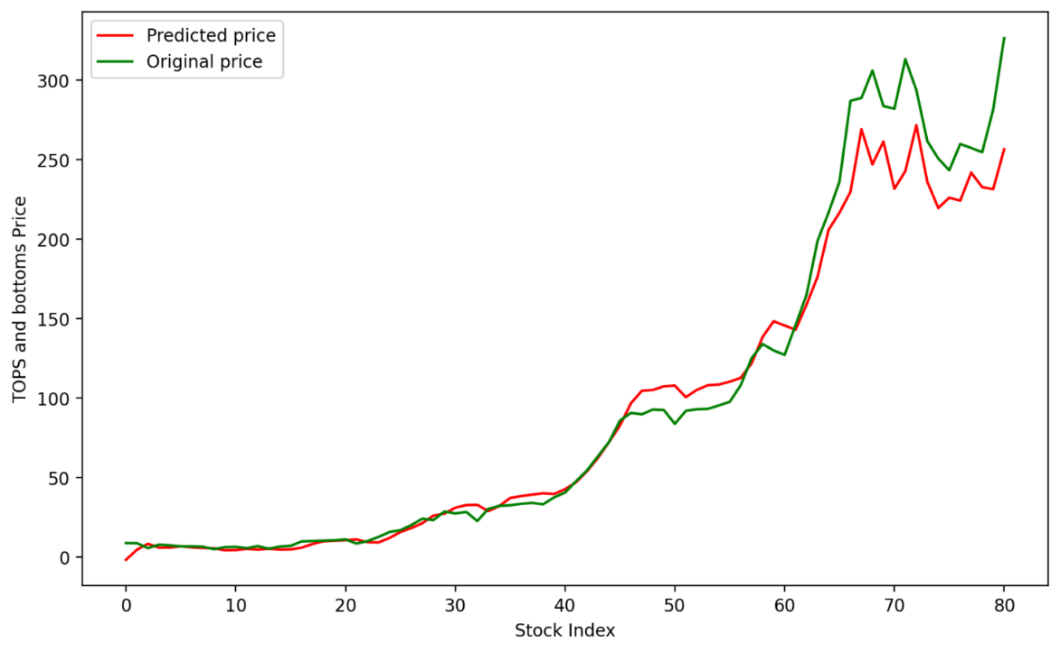 Predicted price
Original price
300
250
200
150
100
50
0
TOPS and bottoms Price
0 10 20 30 40 50 60 70 80
Stock Index